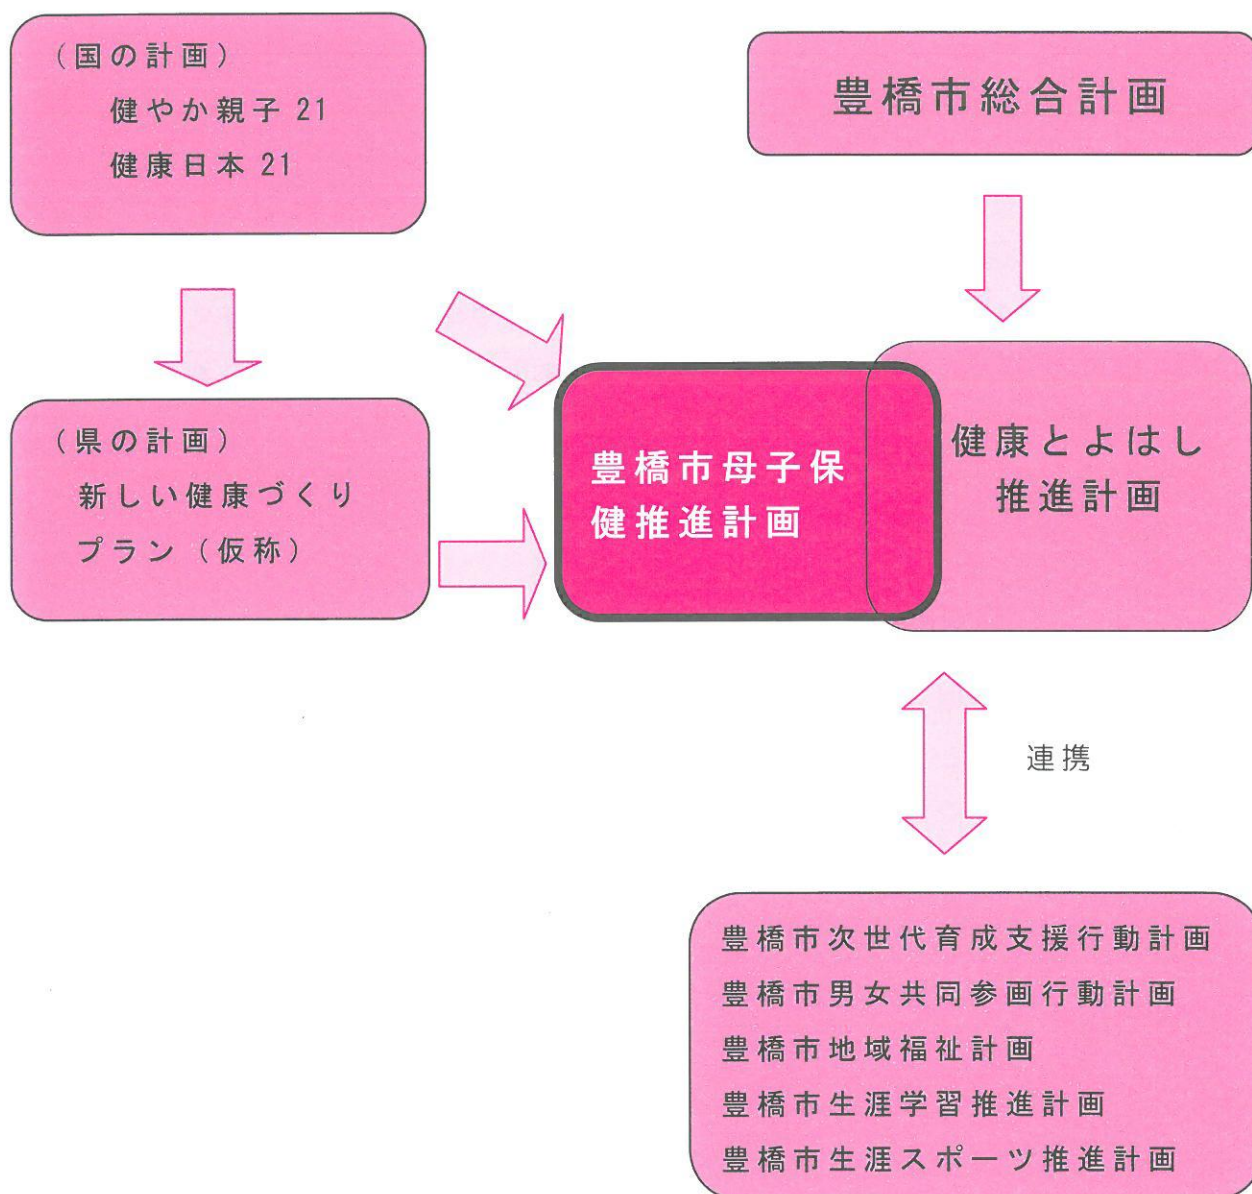 (国の計画)
健やか親子 21
健康日本 21
豊橋市総合計画
(県の計画)
新しい健康づくり
プラン(仮称)
豊橋市母子保
健推進計画
健康とよはし
推進計画
連携
豊橋市次世代育成支援行動計画
豊橋市男女共同参画行動計画
豊橋市地域福祉計画
豊橋市生涯学習推進計画
豊橋市生涯スポーツ推進計画